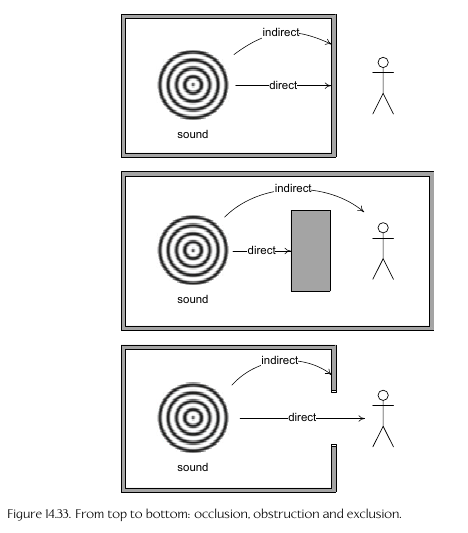 indirect
direct
sound
indirect
direct
sound
indirect
direct
sound
Figure 14.33. From top to bottom: occlusion, obstruction and exclusion.